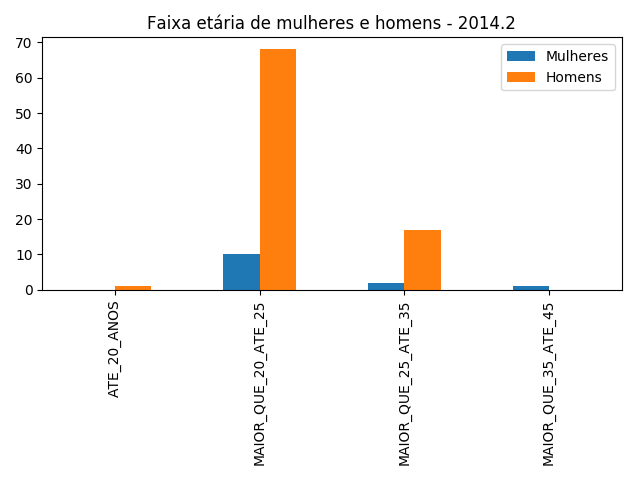 Faixa etária de mulheres e homens - 2014.2
Mulheres
Homens
70
60
50
40
30
20
10
0
ATE_20_ANOS
MAIOR_QUE_20_ATE_25
MAIOR_QUE_25_ATE_35
MAIOR_QUE_35_ATE_45